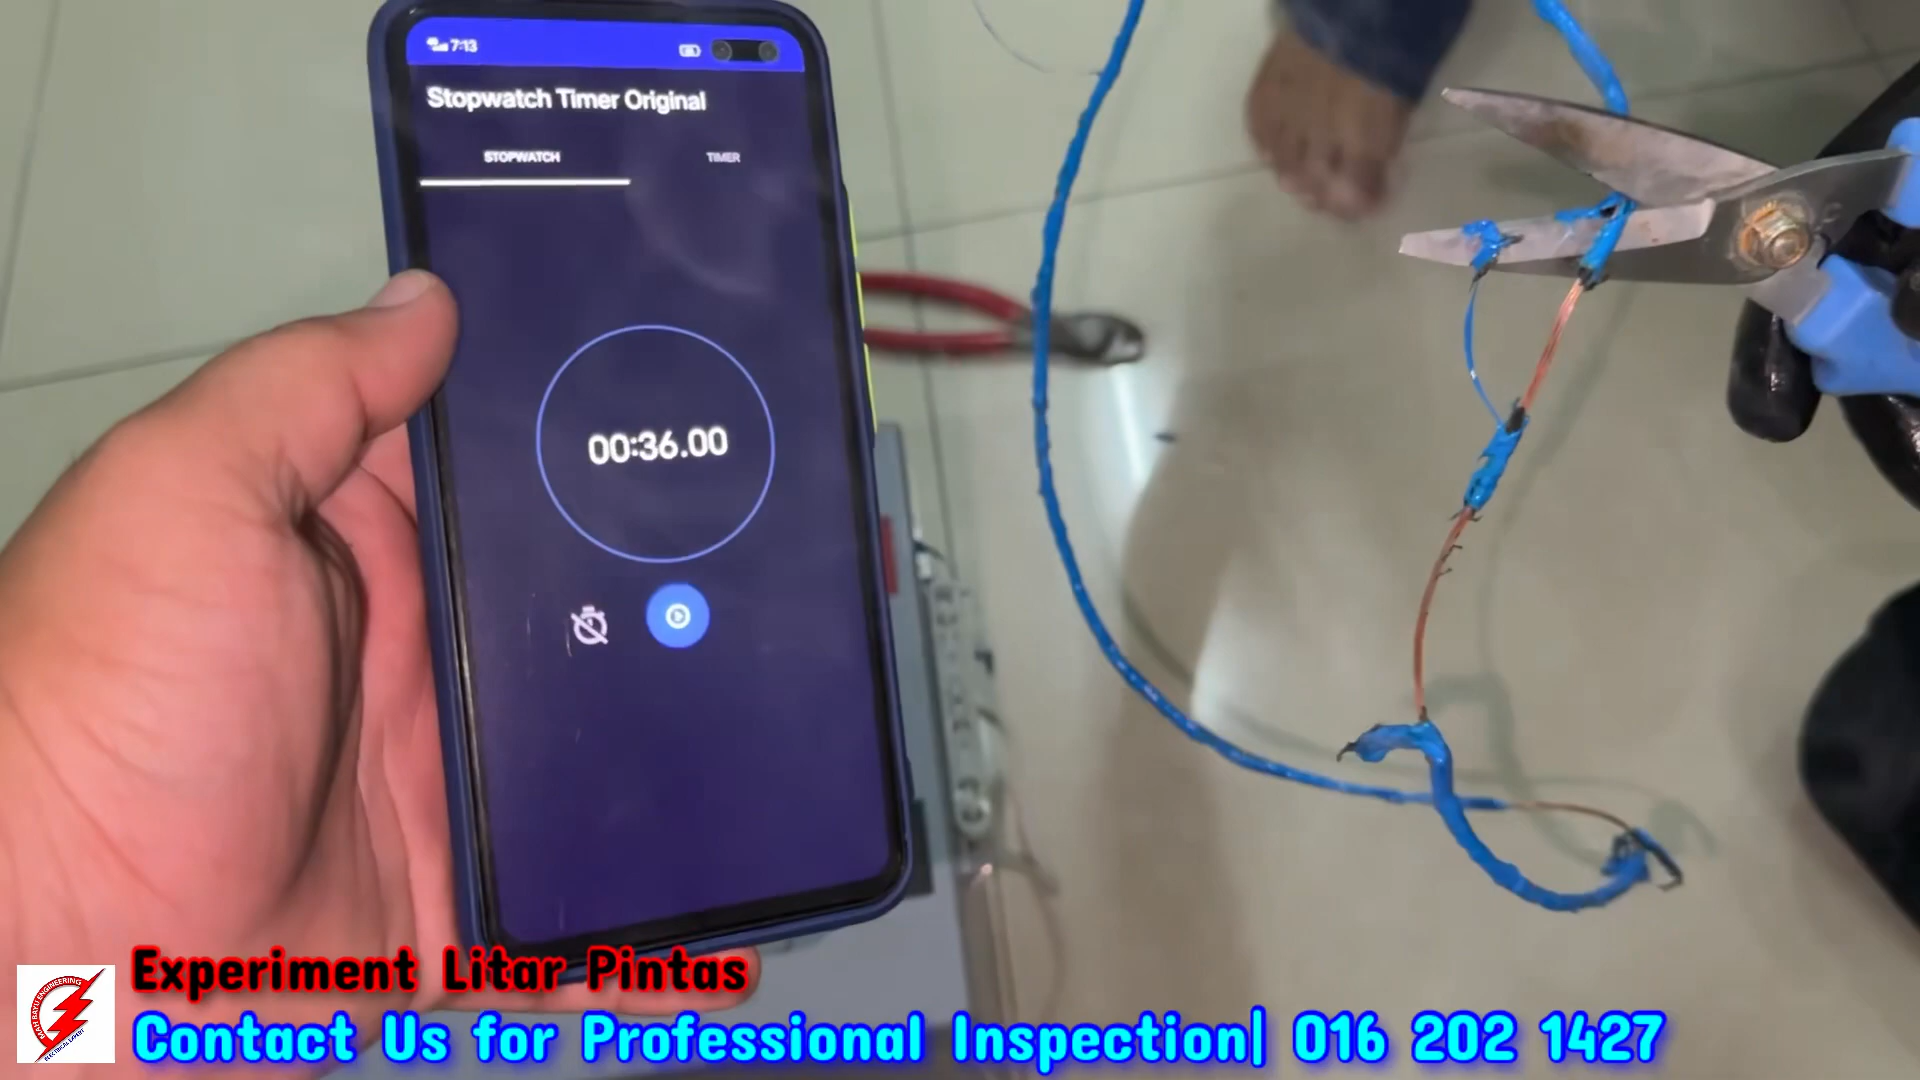 7:13
Stopwatch Timer Original
STOPWATCH TIMER
00:36.00
Experiment Litar Pintas
Contact Us for Professional Inspection| 016 202 1427